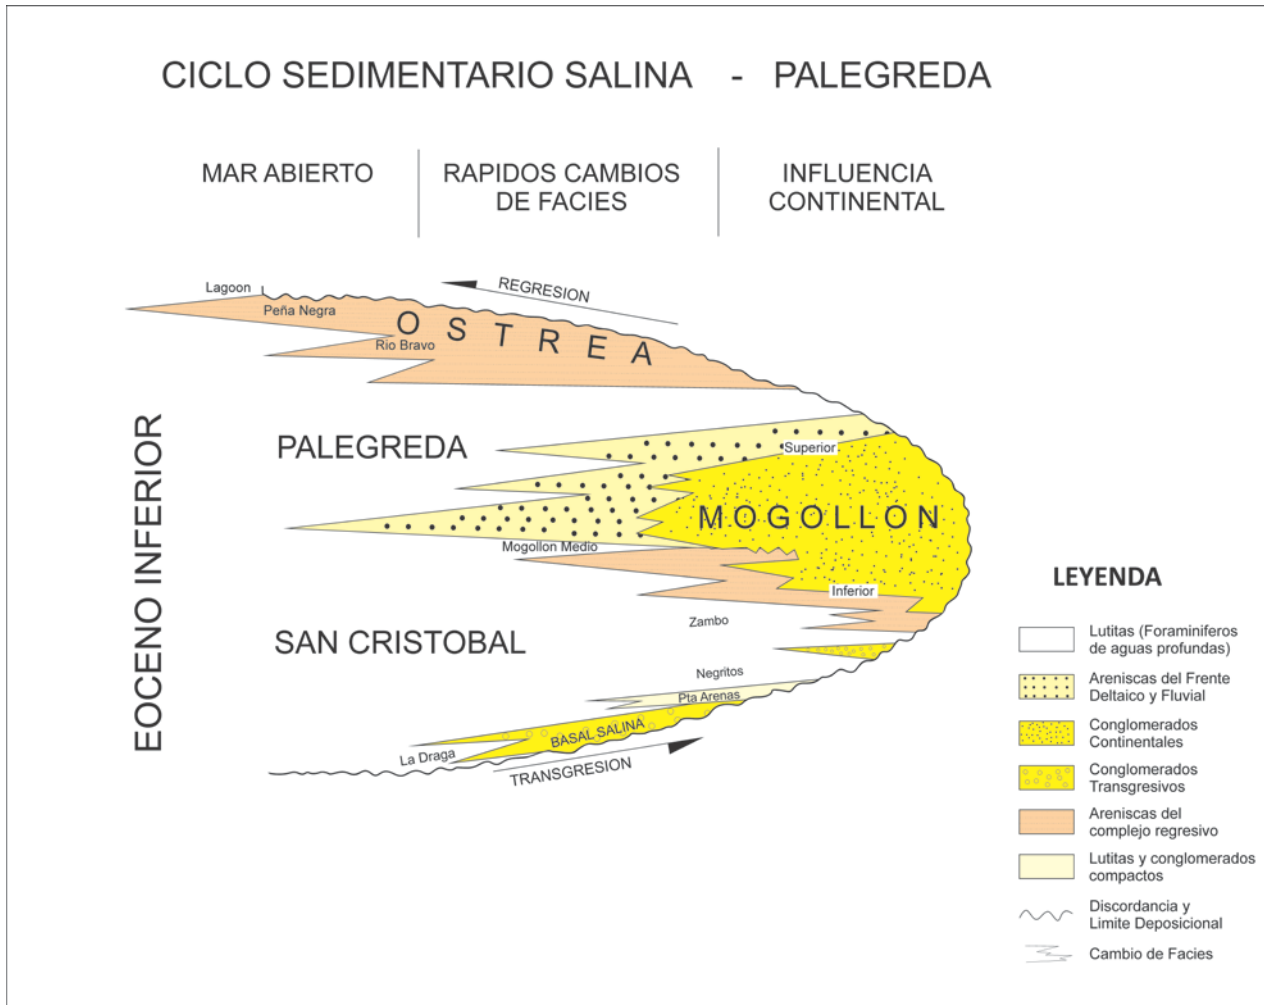 CICLO SEDIMENTARIO SALINA - PALEGREDA
MAR ABIERTO
RAPIDOS CAMBIOS
DE FACIES
INFLUENCIA
CONTINENTAL
REGRESION
Lagoon
Peña Negra
OSTREA
Rio Bravo
EOCENO INFERIOR
PALEGREDA
Superior
MOGOLLON
Mogollon Medio
Inferior
Zambo
SAN CRISTOBAL
Negritos
Pta Arenas
BASAL SALINA
La Draga
TRANSGRESION
LEYENDA
Lutitas (Foraminiferos
de aguas profundas)
Areniscas del Frente
Deltaico y Fluvial
Conglomerados
Continentales
Conglomerados
Transgresivos
Areniscas del
complejo regresivo
Lutitas y conglomerados
compactos
Discordancia y
Limite Deposicional
Cambio de Facies